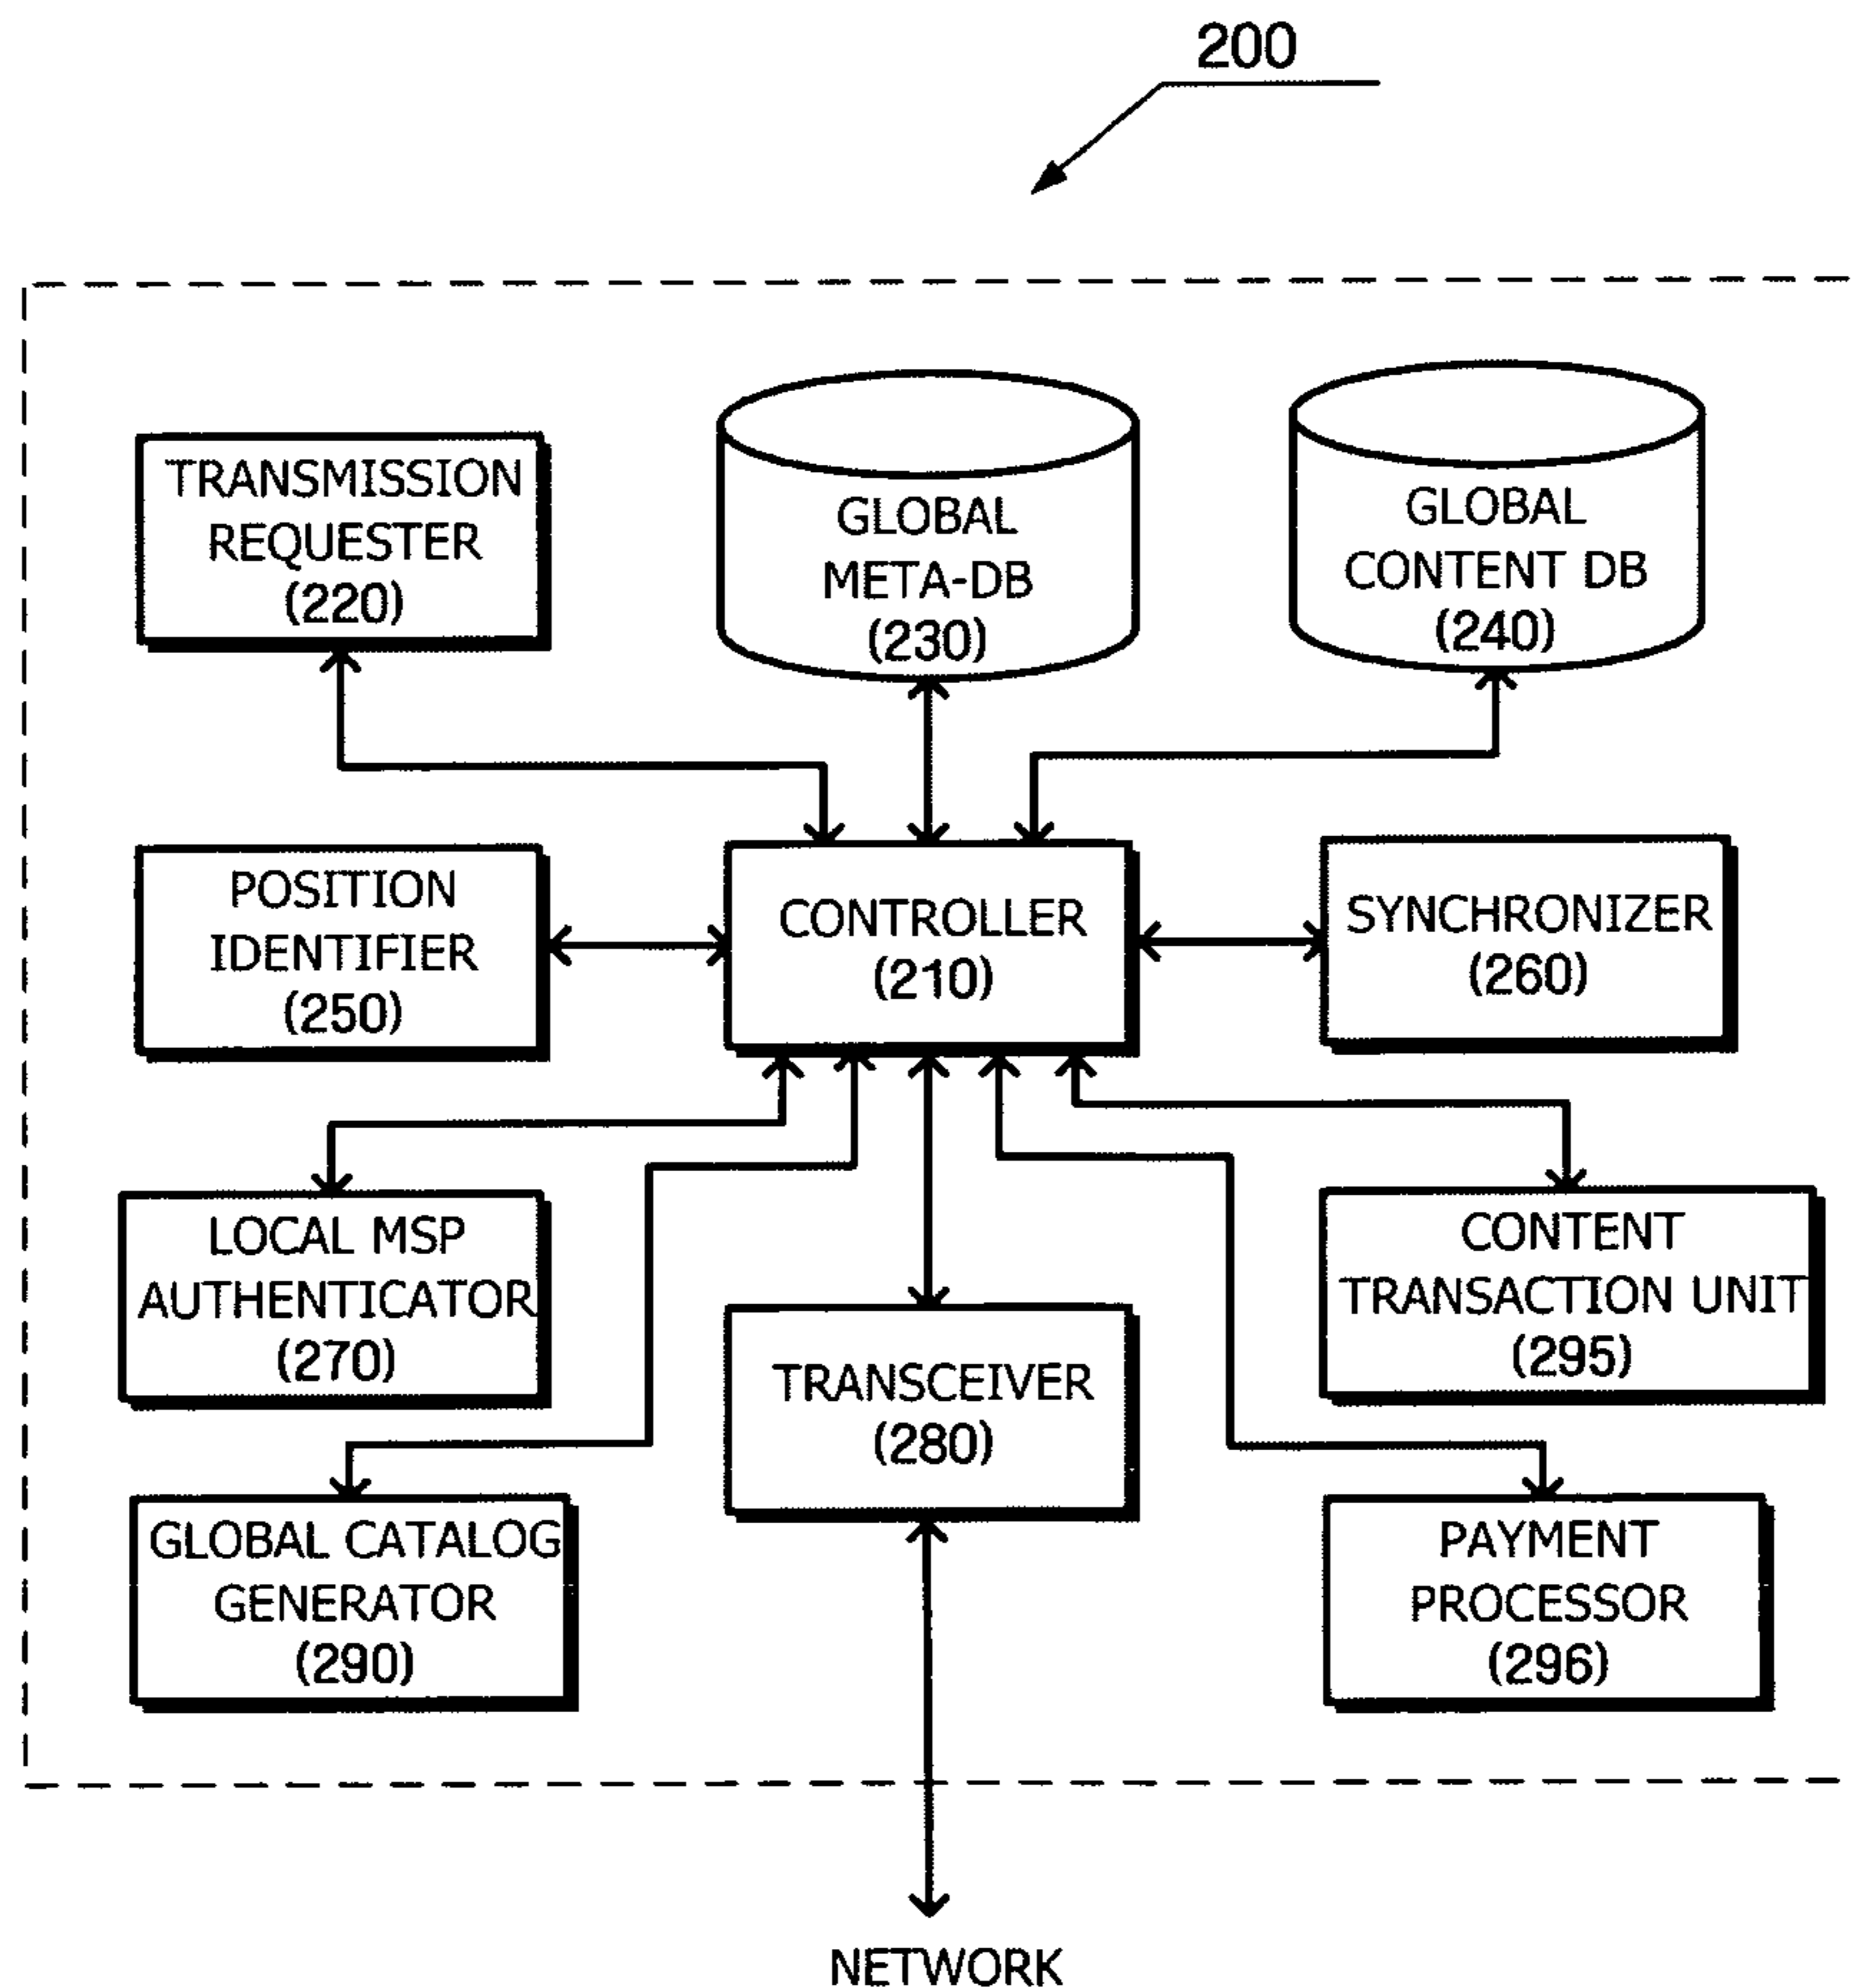 200
TRANSMISSION
REQUESTER
(220)
GLOBAL
META-DB
(230)
GLOBAL
CONTENT DB
(240)
POSITION
IDENTIFIER
(250)
CONTROLLER
(210)
SYNCHRONIZER
(260)
LOCAL MSP
AUTHENTICATOR
(270)
TRANSCEIVER
(280)
CONTENT
TRANSACTION UNIT
(295)
GLOBAL CATALOG
GENERATOR
(290)
PAYMENT
PROCESSOR
(296)
NETWORK